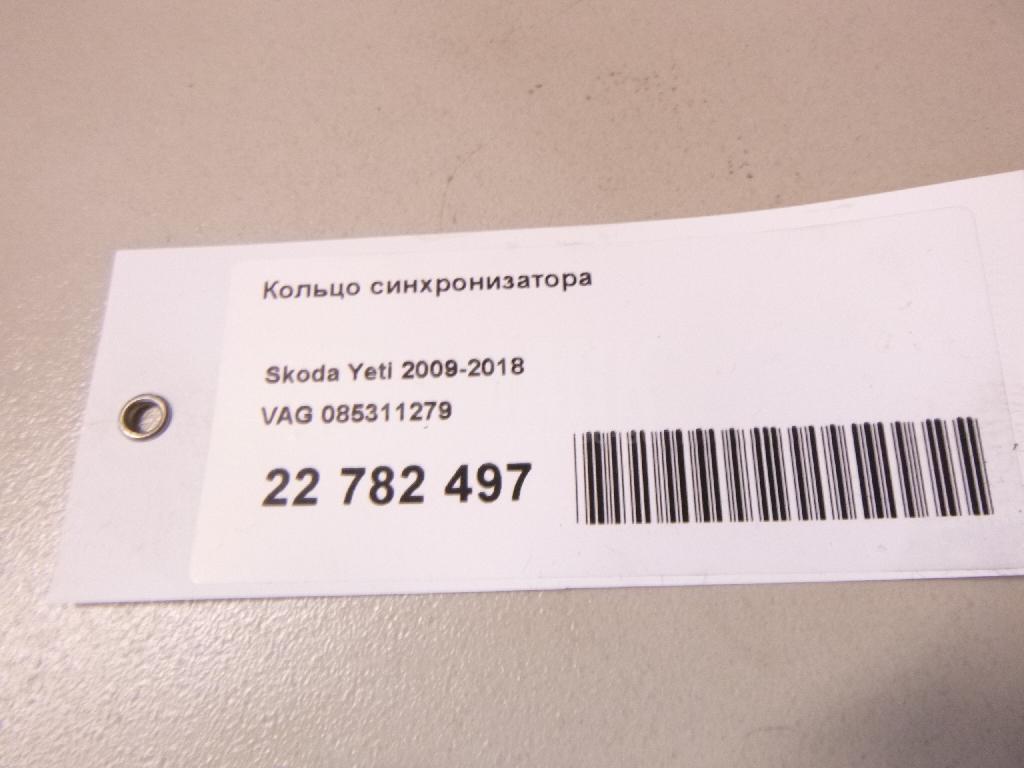 Кольцо синхронизатора
Skoda Yeti 2009-2018
VAG 085311279
22 782 497